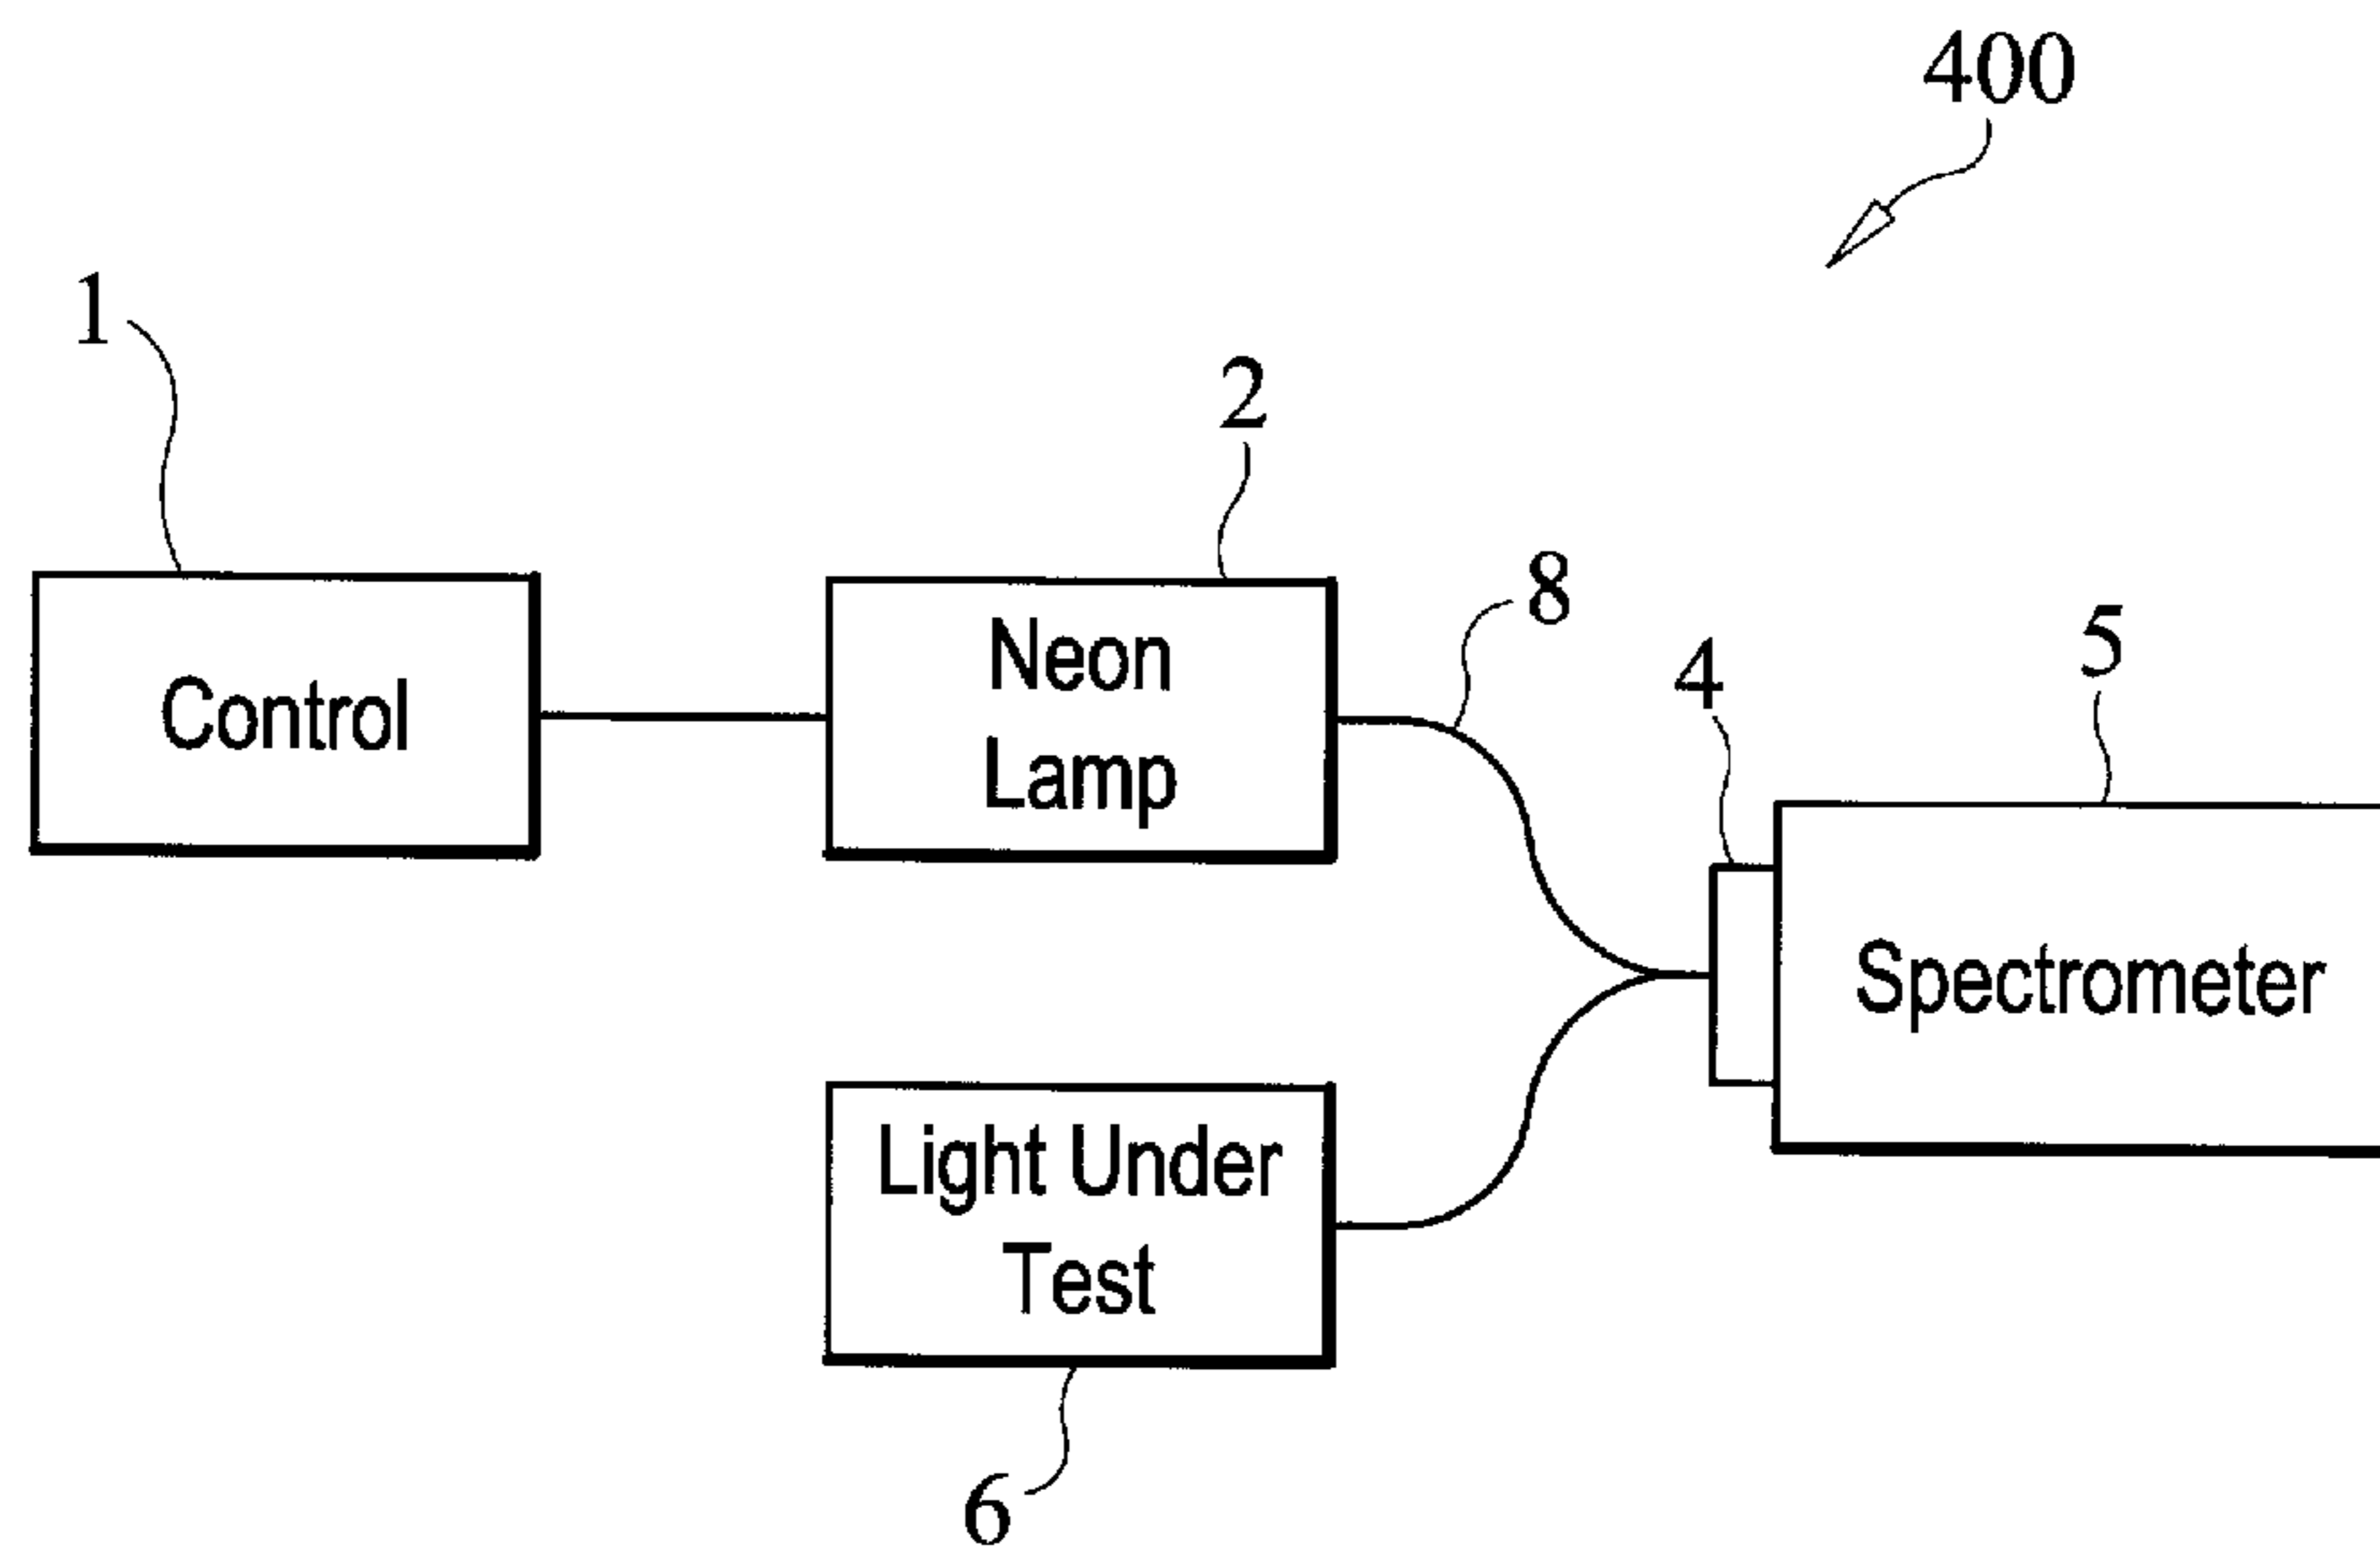 400
1
2
8
4
5
Control
Neon
Lamp
Spectrometer
Light Under
Test
6